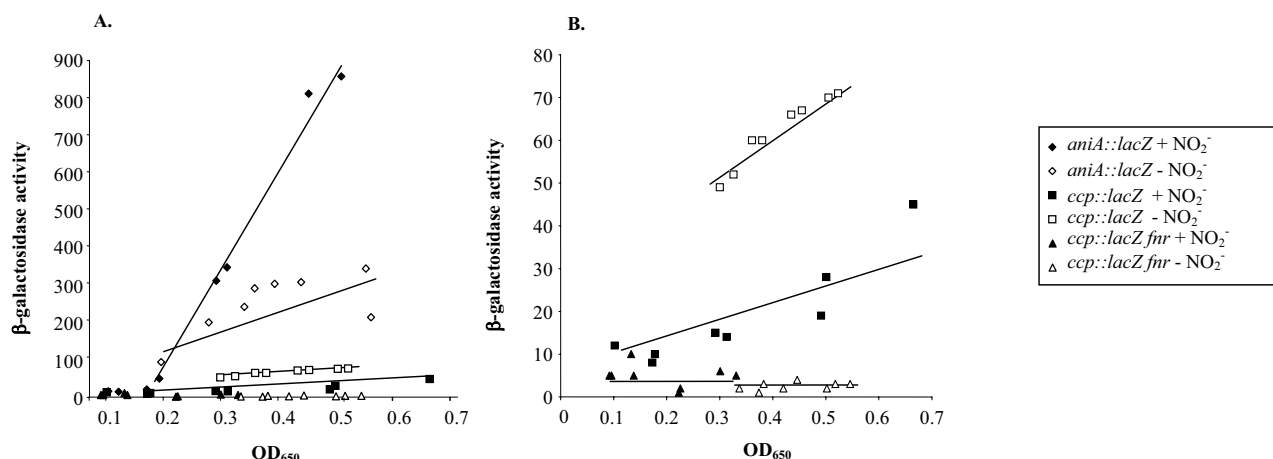 A.
900
800
700
600
500
400
300
200
100
0
β-galactosidase activity
0.1 0.2 0.3 0.4 0.5 0.6 0.7
OD650
B.
80
70
60
50
40
30
20
10
0
β-galactosidase activity
0 0.1 0.2 0.3 0.4 0.5 0.6 0.7
OD650
aniA::lacZ + NO2-
aniA::lacZ - NO2-
ccp::lacZ + NO2-
ccp::lacZ - NO2-
ccp::lacZ fnr + NO2-
ccp::lacZ fnr - NO2-